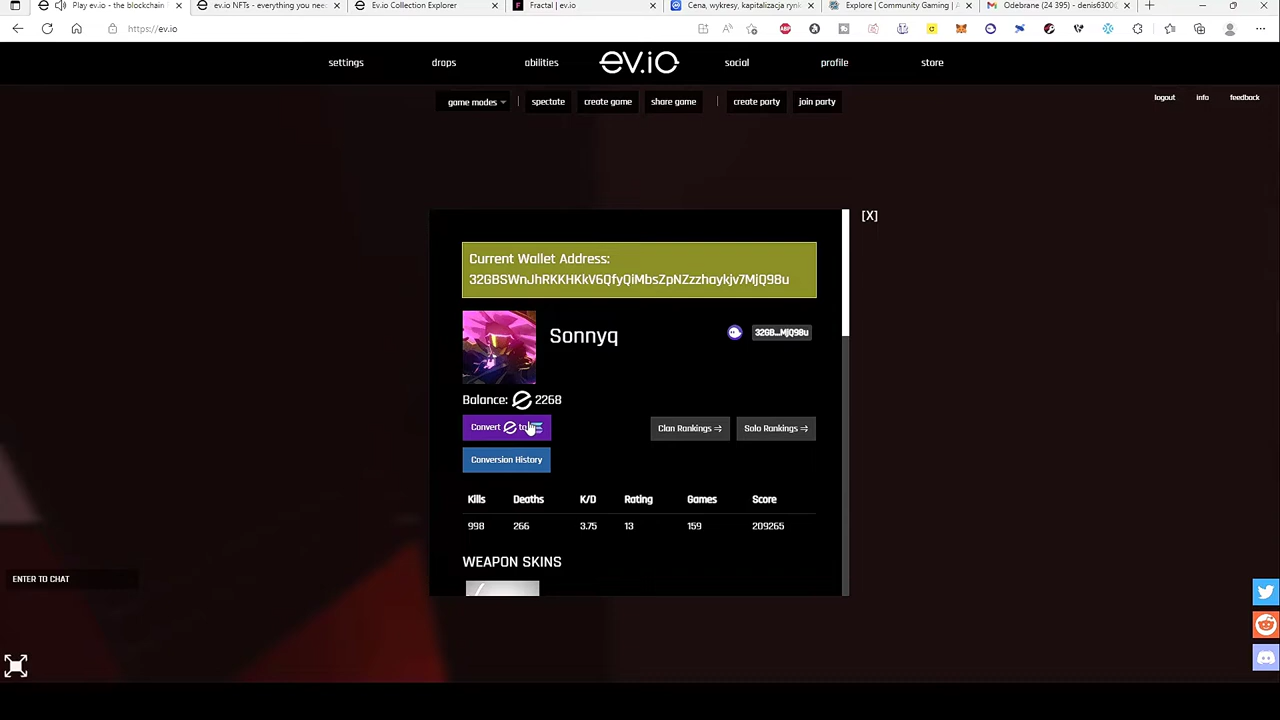 Play ev.io - the blockchain
ev.io NFTs - everything you nee
Ev.io Collection Explorer
Fractal | ev.io
Cena, wykresy, kapitalizacja rynk
Explore | Community Gaming | A
Odebrane (24 395) - denis6300@
https://ev.io
settings
drops
abilities
ev.io
social
profile
store
game modes
spectate
create game
share game
create party
join party
logout
info
feedback
[X]
Current Wallet Address:
32GBSWnJhRKKHKkV6QfyQiMbsZpNZzzhaykjv7MjQ98u
Sonnyq
32GB...MjQ98u
Balance: 2268
Convert to
Clan Rankings →
Solo Rankings →
Conversion History
Kills Deaths K/D Rating Games Score
998 266 3.75 13 159 209265
WEAPON SKINS
ENTER TO CHAT